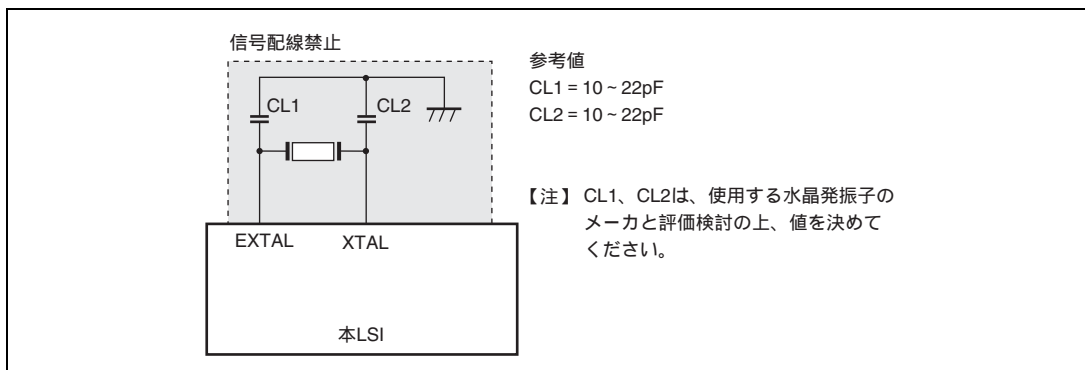 信号配線禁止
CL1
CL2
EXTAL
XTAL
本LSI
参考値
CL1 = 10 ~ 22pF
CL2 = 10 ~ 22pF
【注】 CL1、CL2は、使用する水晶発振子の
メーカと評価検討の上、値を決めて
ください。